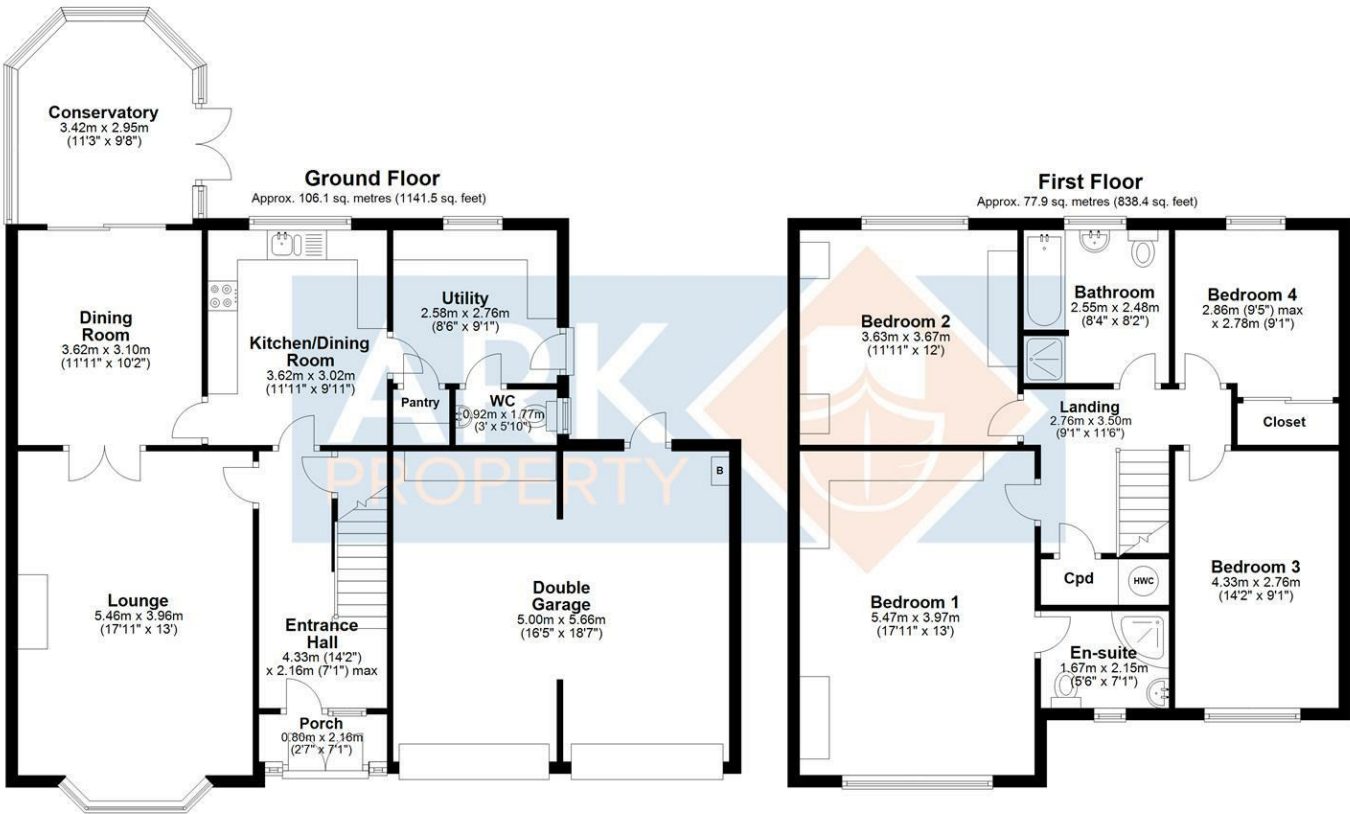 Conservatory
3.42m x 2.95m
(11'3" x 9'8")
Ground Floor
Approx. 106.1 sq. metres (1141.5 sq. feet)
Dining
Room
3.62m x 3.10m
(11'11" x 10'2")
Kitchen/Dining
Room
3.62m x 3.02m
(11'11" x 9'11")
Utility
2.58m x 2.76m
(8'6" x 9'1")
Pantry
WC
0.92m x 1.77m
(3' x 5'10")
B
Lounge
5.46m x 3.96m
(17'11" x 13')
Entrance
Hall
4.33m (14'2")
x 2.16m (7'1") max
Double
Garage
5.00m x 5.66m
(16'5" x 18'7")
Porch
0.80m x 2.16m
(2'7" x 7'1")
First Floor
Approx. 77.9 sq. metres (838.4 sq. feet)
Bedroom 2
3.63m x 3.67m
(11'11" x 12')
Bathroom
2.55m x 2.48m
(8'4" x 8'2")
Bedroom 4
2.86m (9'5") max
x 2.78m (9'1")
Landing
2.76m x 3.50m
(9'1" x 11'6")
Closet
Bedroom 1
5.47m x 3.97m
(17'11" x 13')
Cpd
HWC
Bedroom 3
4.33m x 2.76m
(14'2" x 9'1")
En-suite
1.67m x 2.15m
(5'6" x 7'1")
ARK
PROPERTY